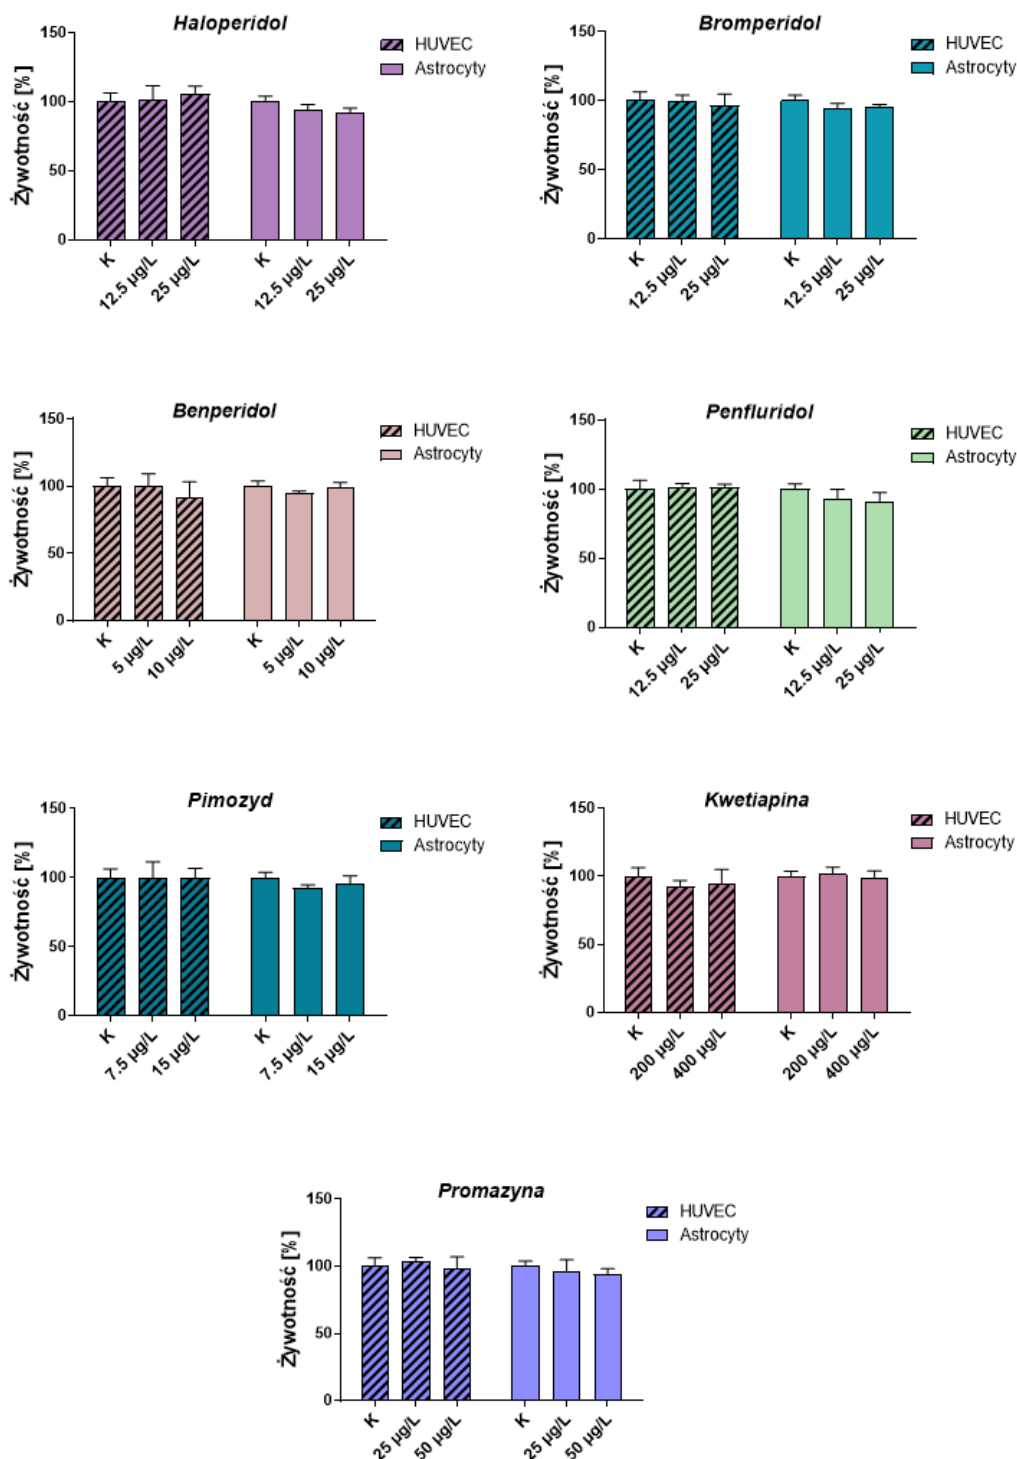 Haloperidol
Żywotność [%]
150
100
50
0
K
12.5 µg/L
25 µg/L
K
12.5 µg/L
25 µg/L
HUVEC
Astrocyty
Bromperidol
Żywotność [%]
150
100
50
0
K
12.5 µg/L
25 µg/L
K
12.5 µg/L
25 µg/L
HUVEC
Astrocyty
Benperidol
Żywotność [%]
150
100
50
0
K
5 µg/L
10 µg/L
K
5 µg/L
10 µg/L
HUVEC
Astrocyty
Penfluridol
Żywotność [%]
150
100
50
0
K
12.5 µg/L
25 µg/L
K
12.5 µg/L
25 µg/L
HUVEC
Astrocyty
Pimozyd
Żywotność [%]
150
100
50
0
K
7.5 µg/L
15 µg/L
K
7.5 µg/L
15 µg/L
HUVEC
Astrocyty
Kwetiapina
Żywotność [%]
150
100
50
0
K
200 µg/L
400 µg/L
K
200 µg/L
400 µg/L
HUVEC
Astrocyty
Promazyna
Żywotność [%]
150
100
50
0
K
25 µg/L
50 µg/L
K
25 µg/L
50 µg/L
HUVEC
Astrocyty